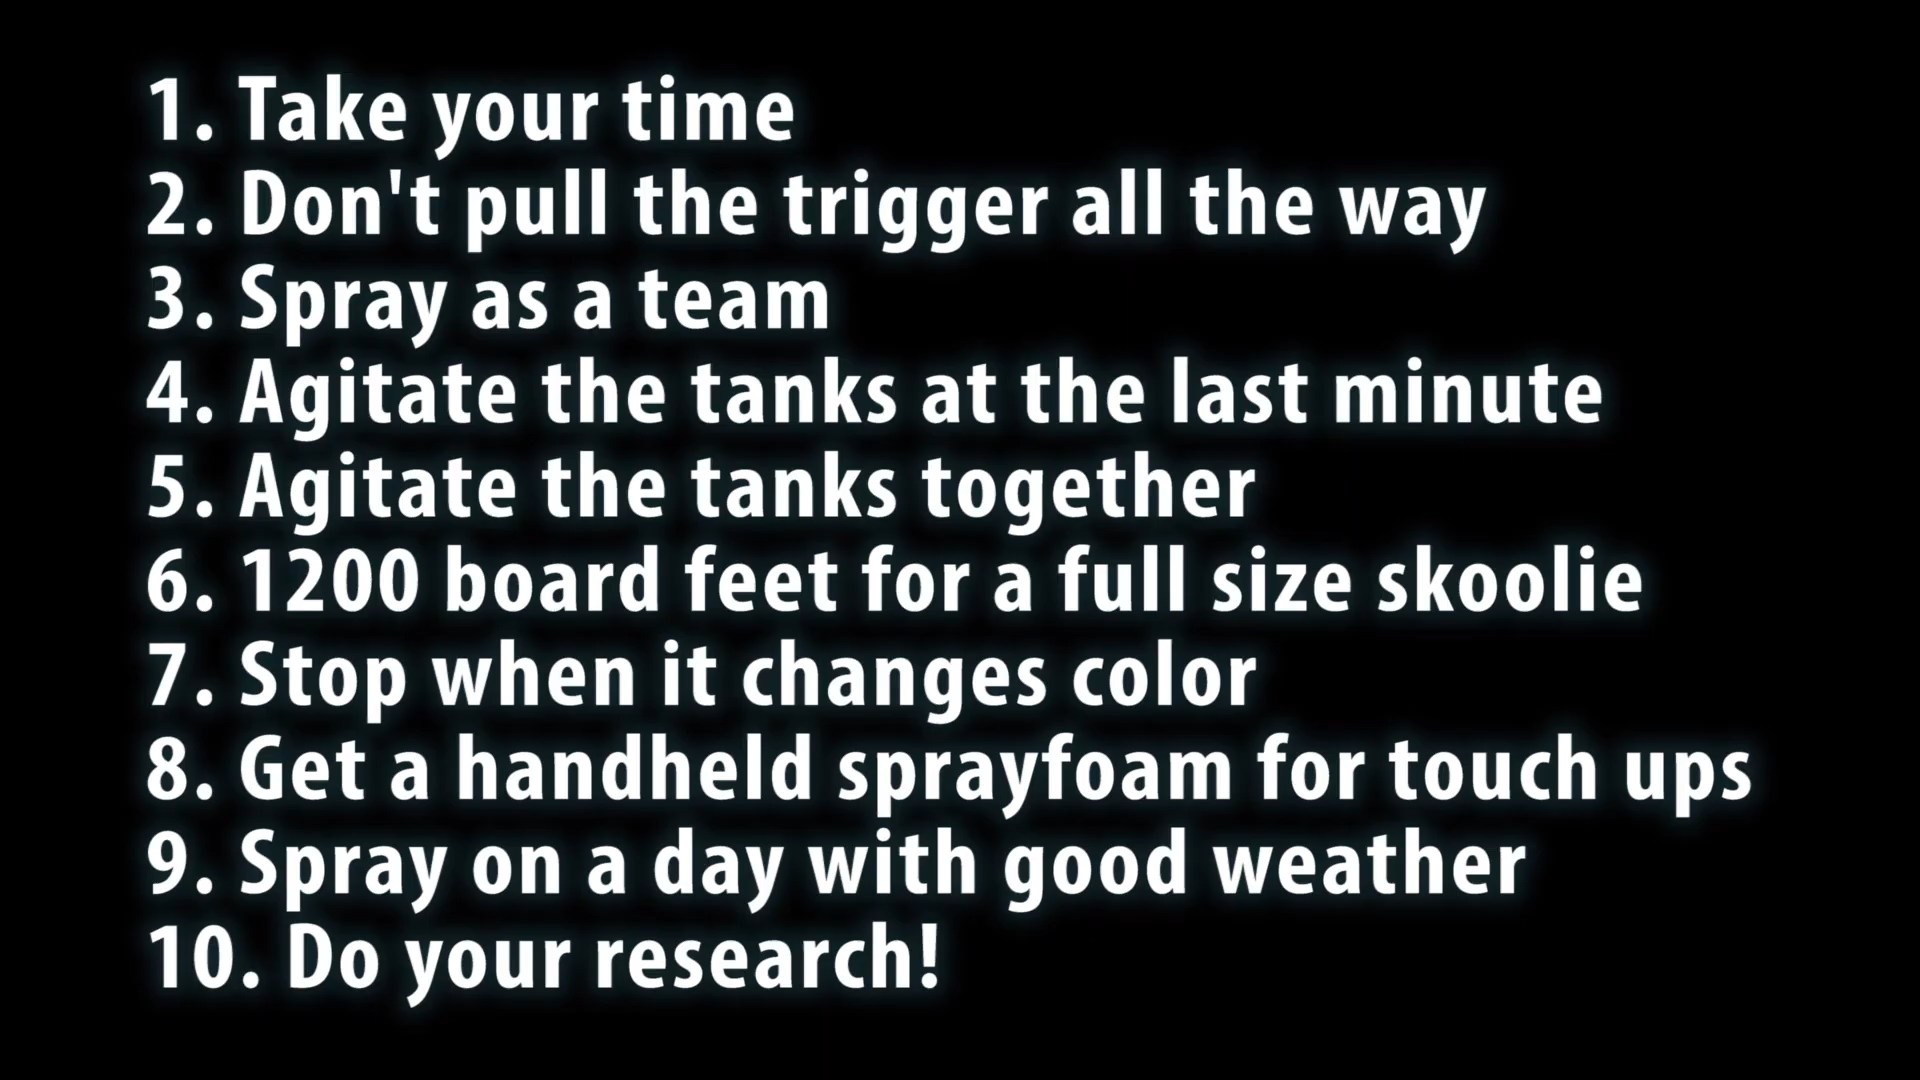 1. Take your time
2. Don't pull the trigger all the way
3. Spray as a team
4. Agitate the tanks at the last minute
5. Agitate the tanks together
6. 1200 board feet for a full size skoolie
7. Stop when it changes color
8. Get a handheld sprayfoam for touch ups
9. Spray on a day with good weather
10. Do your research!